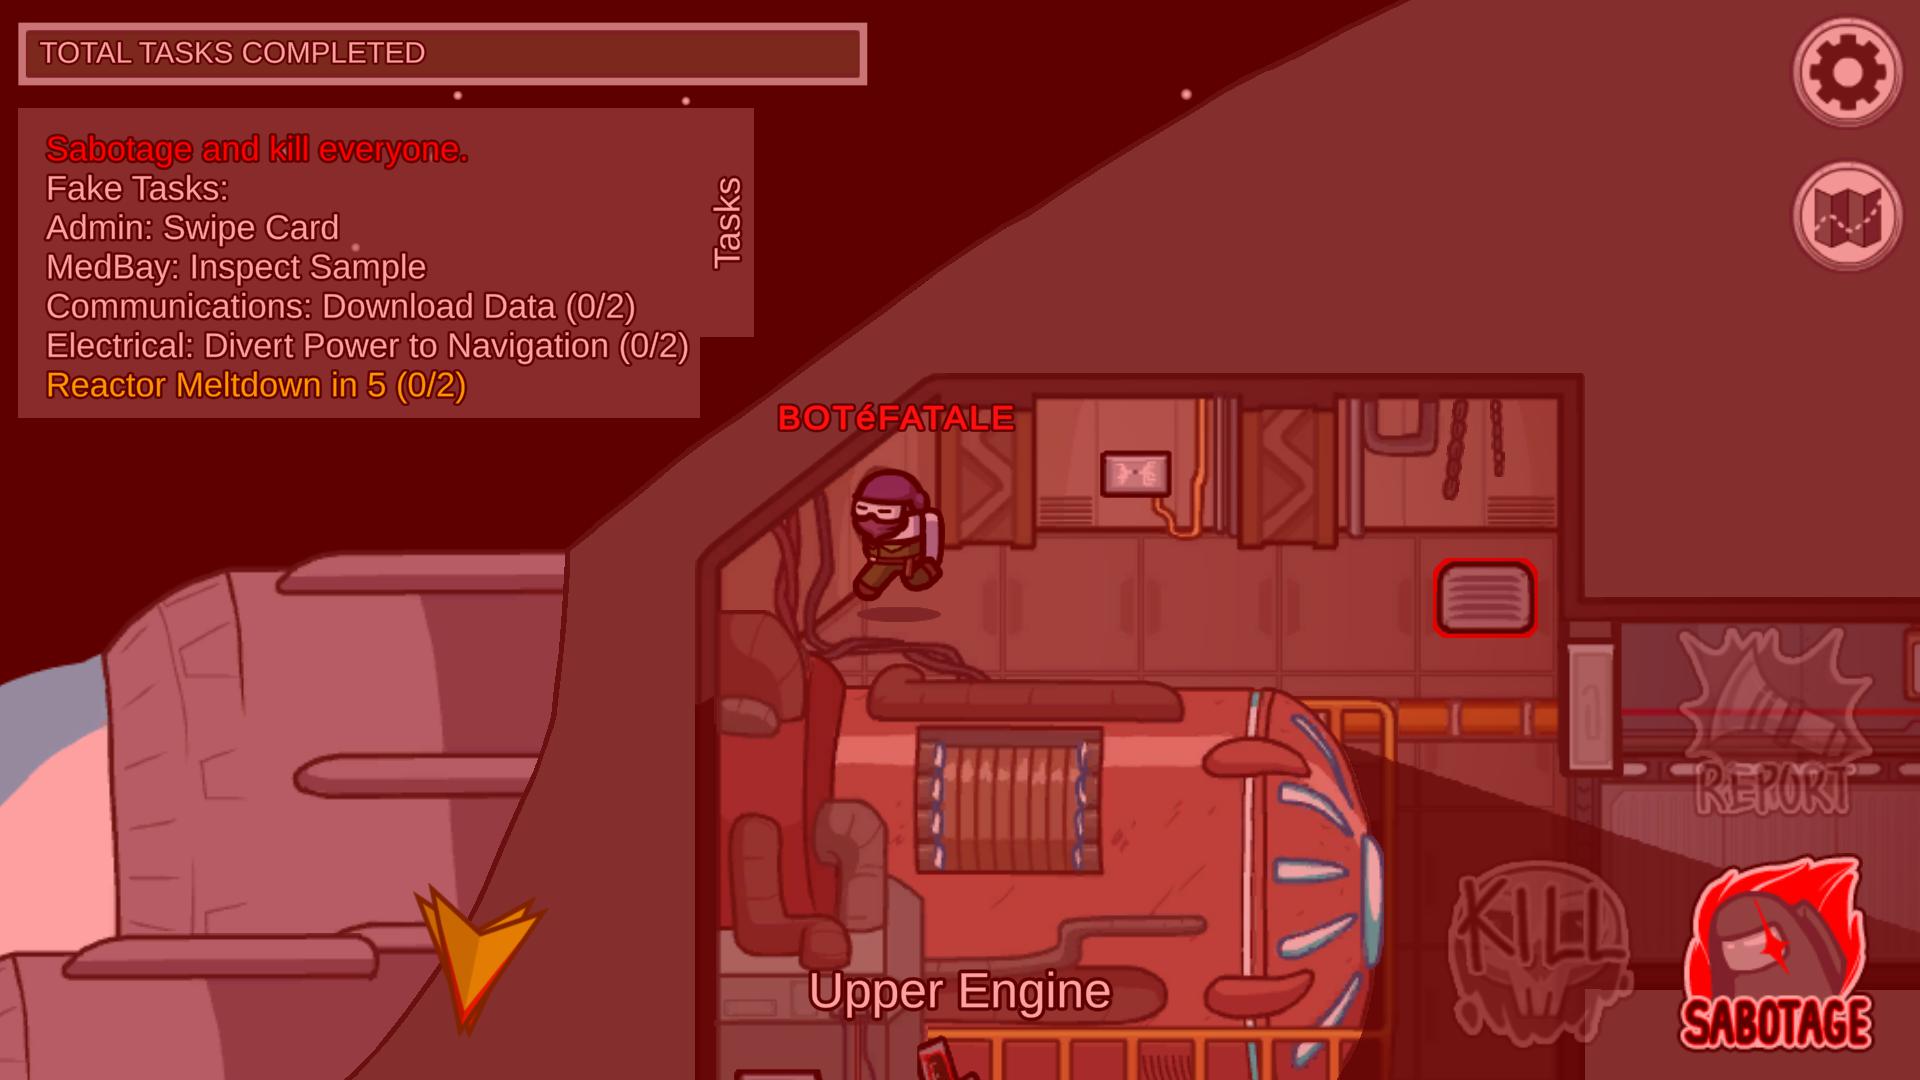 TOTAL TASKS COMPLETED
Sabotage and kill everyone.
Fake Tasks:
Admin: Swipe Card
MedBay: Inspect Sample
Communications: Download Data (0/2)
Electrical: Divert Power to Navigation (0/2)
Reactor Meltdown in 5 (0/2)
Tasks
BOTéFATALE
REPORT
KILL
SABOTAGE
Upper Engine